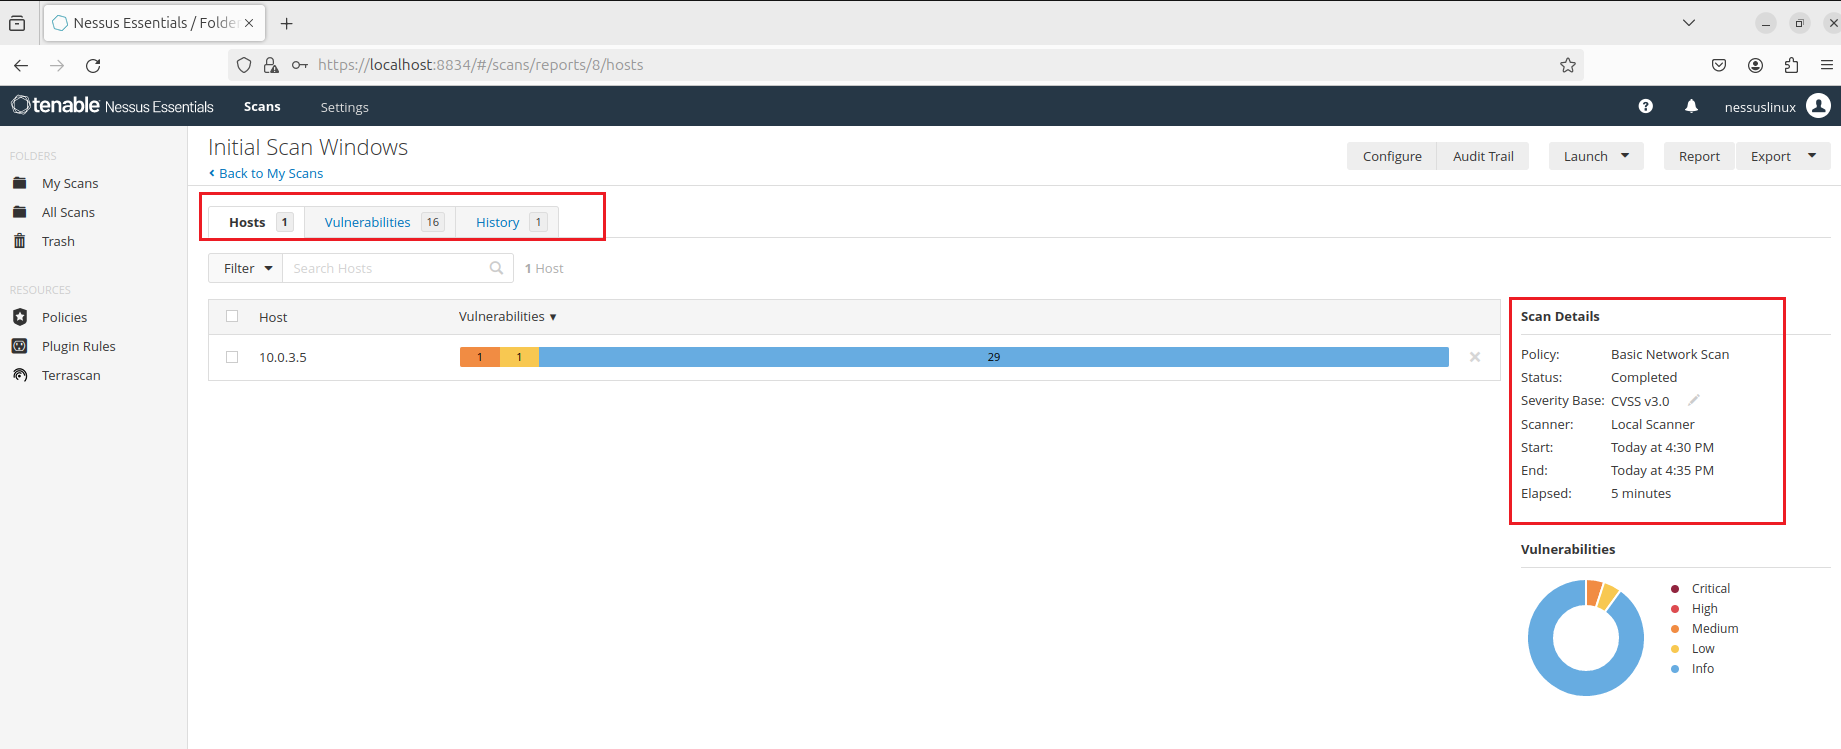 Nessus Essentials / Folde
https://localhost:8834/#/scans/reports/8/hosts
tenable Nessus Essentials Scans Settings nessuslinux
FOLDERS
My Scans
All Scans
Trash
RESOURCES
Policies
Plugin Rules
Terrascan
Initial Scan Windows
Back to My Scans
Configure Audit Trail Launch Report Export
Hosts 1 Vulnerabilities 16 History 1
Filter Search Hosts 1 Host
Host Vulnerabilities
10.0.3.5 1 1 29
Scan Details
Policy: Basic Network Scan
Status: Completed
Severity Base: CVSS v3.0
Scanner: Local Scanner
Start: Today at 4:30 PM
End: Today at 4:35 PM
Elapsed: 5 minutes
Vulnerabilities
Critical
High
Medium
Low
Info